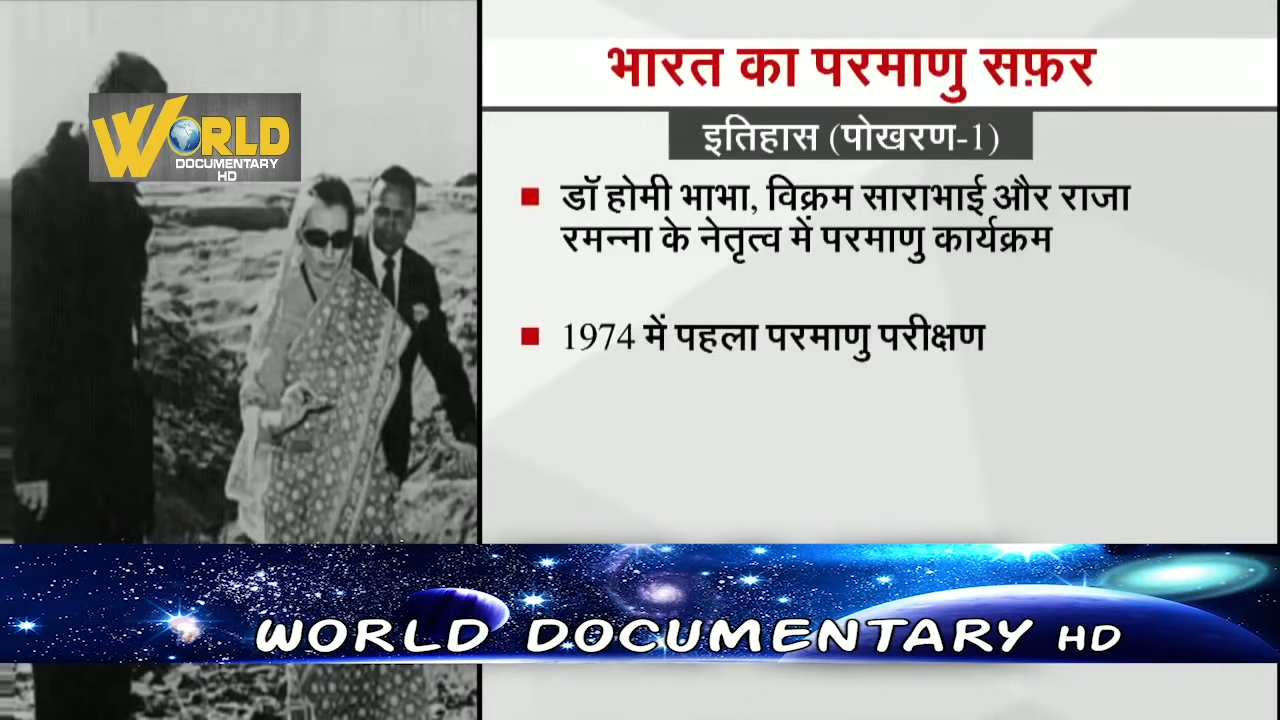 WORLD
DOCUMENTARY
HD
भारत का परमाणु सफ़र
इतिहास (पोखरण-1)
डॉ होमी भाभा, विक्रम साराभाई और राजा
रमन्ना के नेतृत्व में परमाणु कार्यक्रम
1974 में पहला परमाणु परीक्षण
WORLD DOCUMENTARY HD